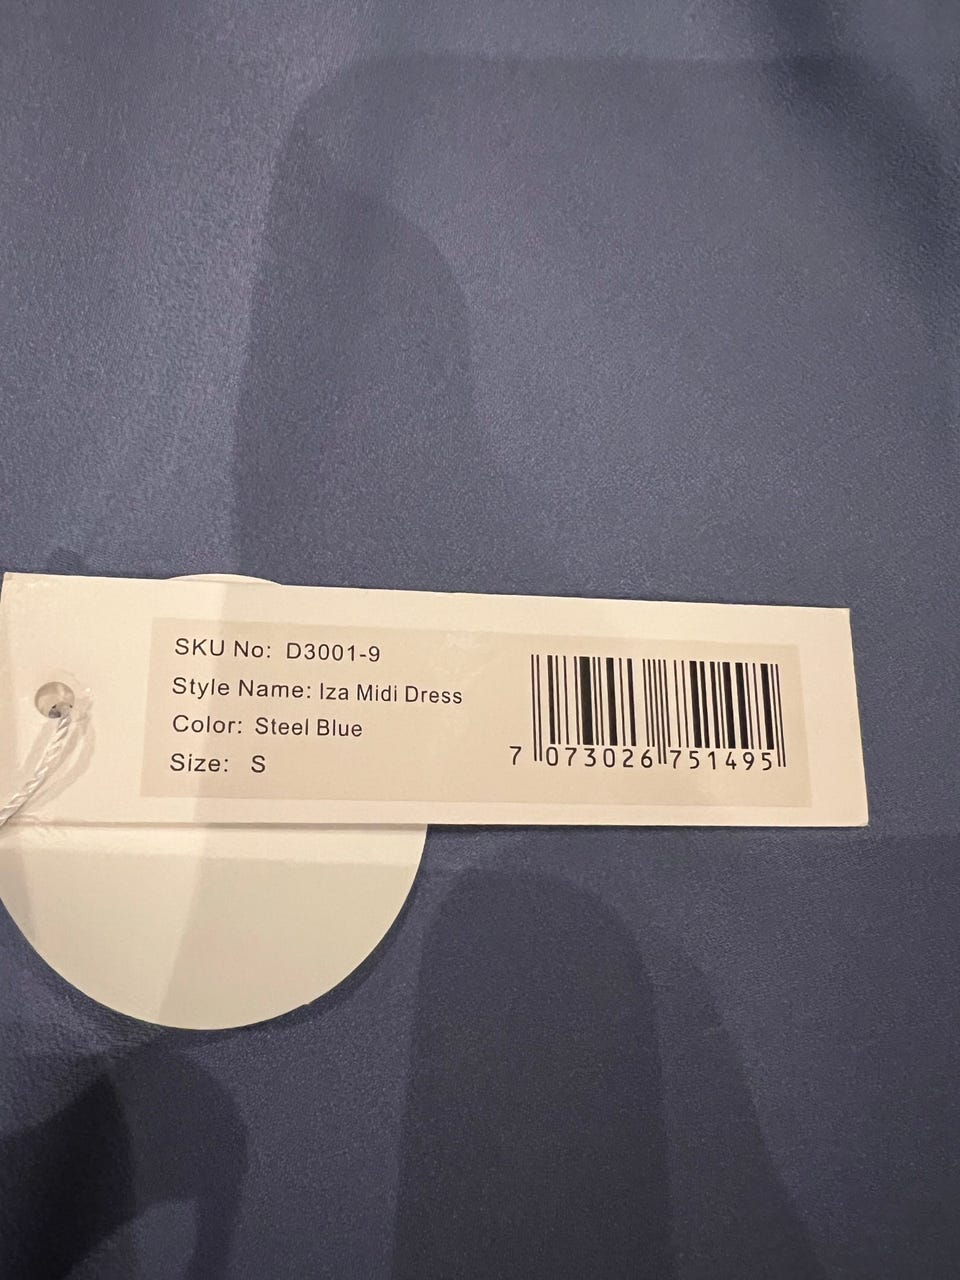 SKU No: D3001-9
Style Name: Iza Midi Dress
Color: Steel Blue
Size: S
7 073026 751495